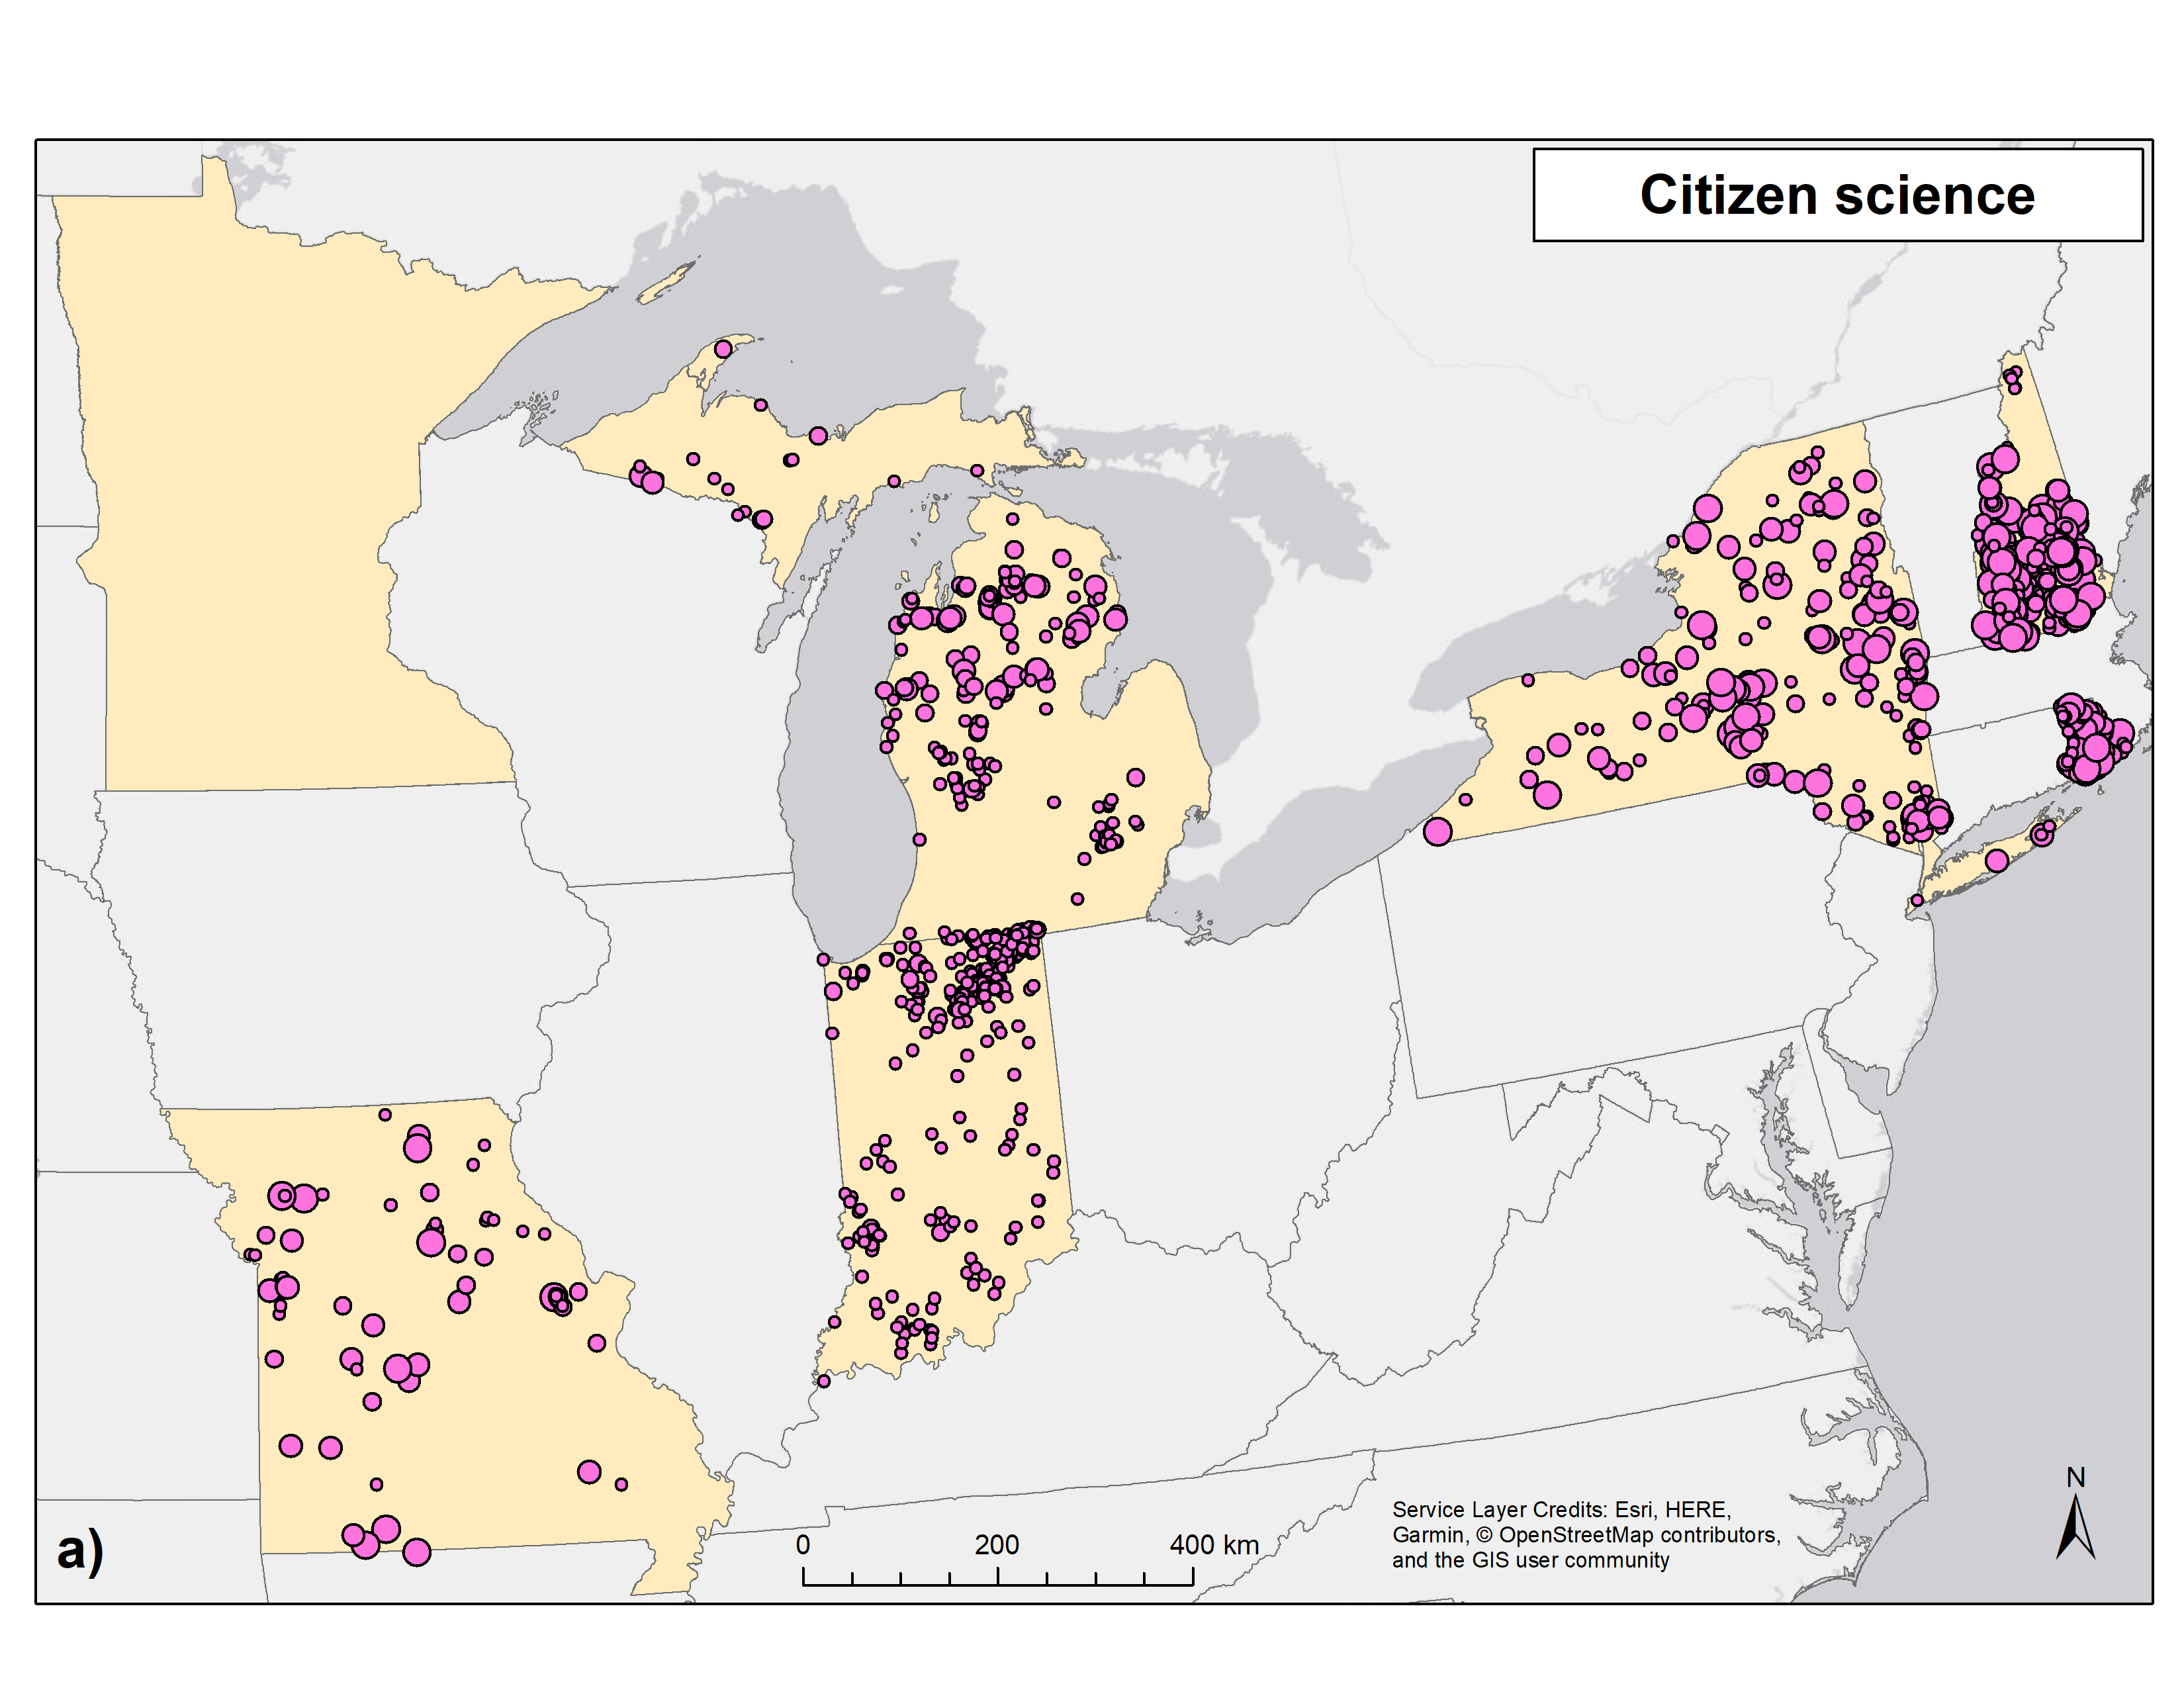 Citizen science
N
Service Layer Credits: Esri, HERE,
Garmin, © OpenStreetMap contributors,
and the GIS user community
0 200 400 km
a)